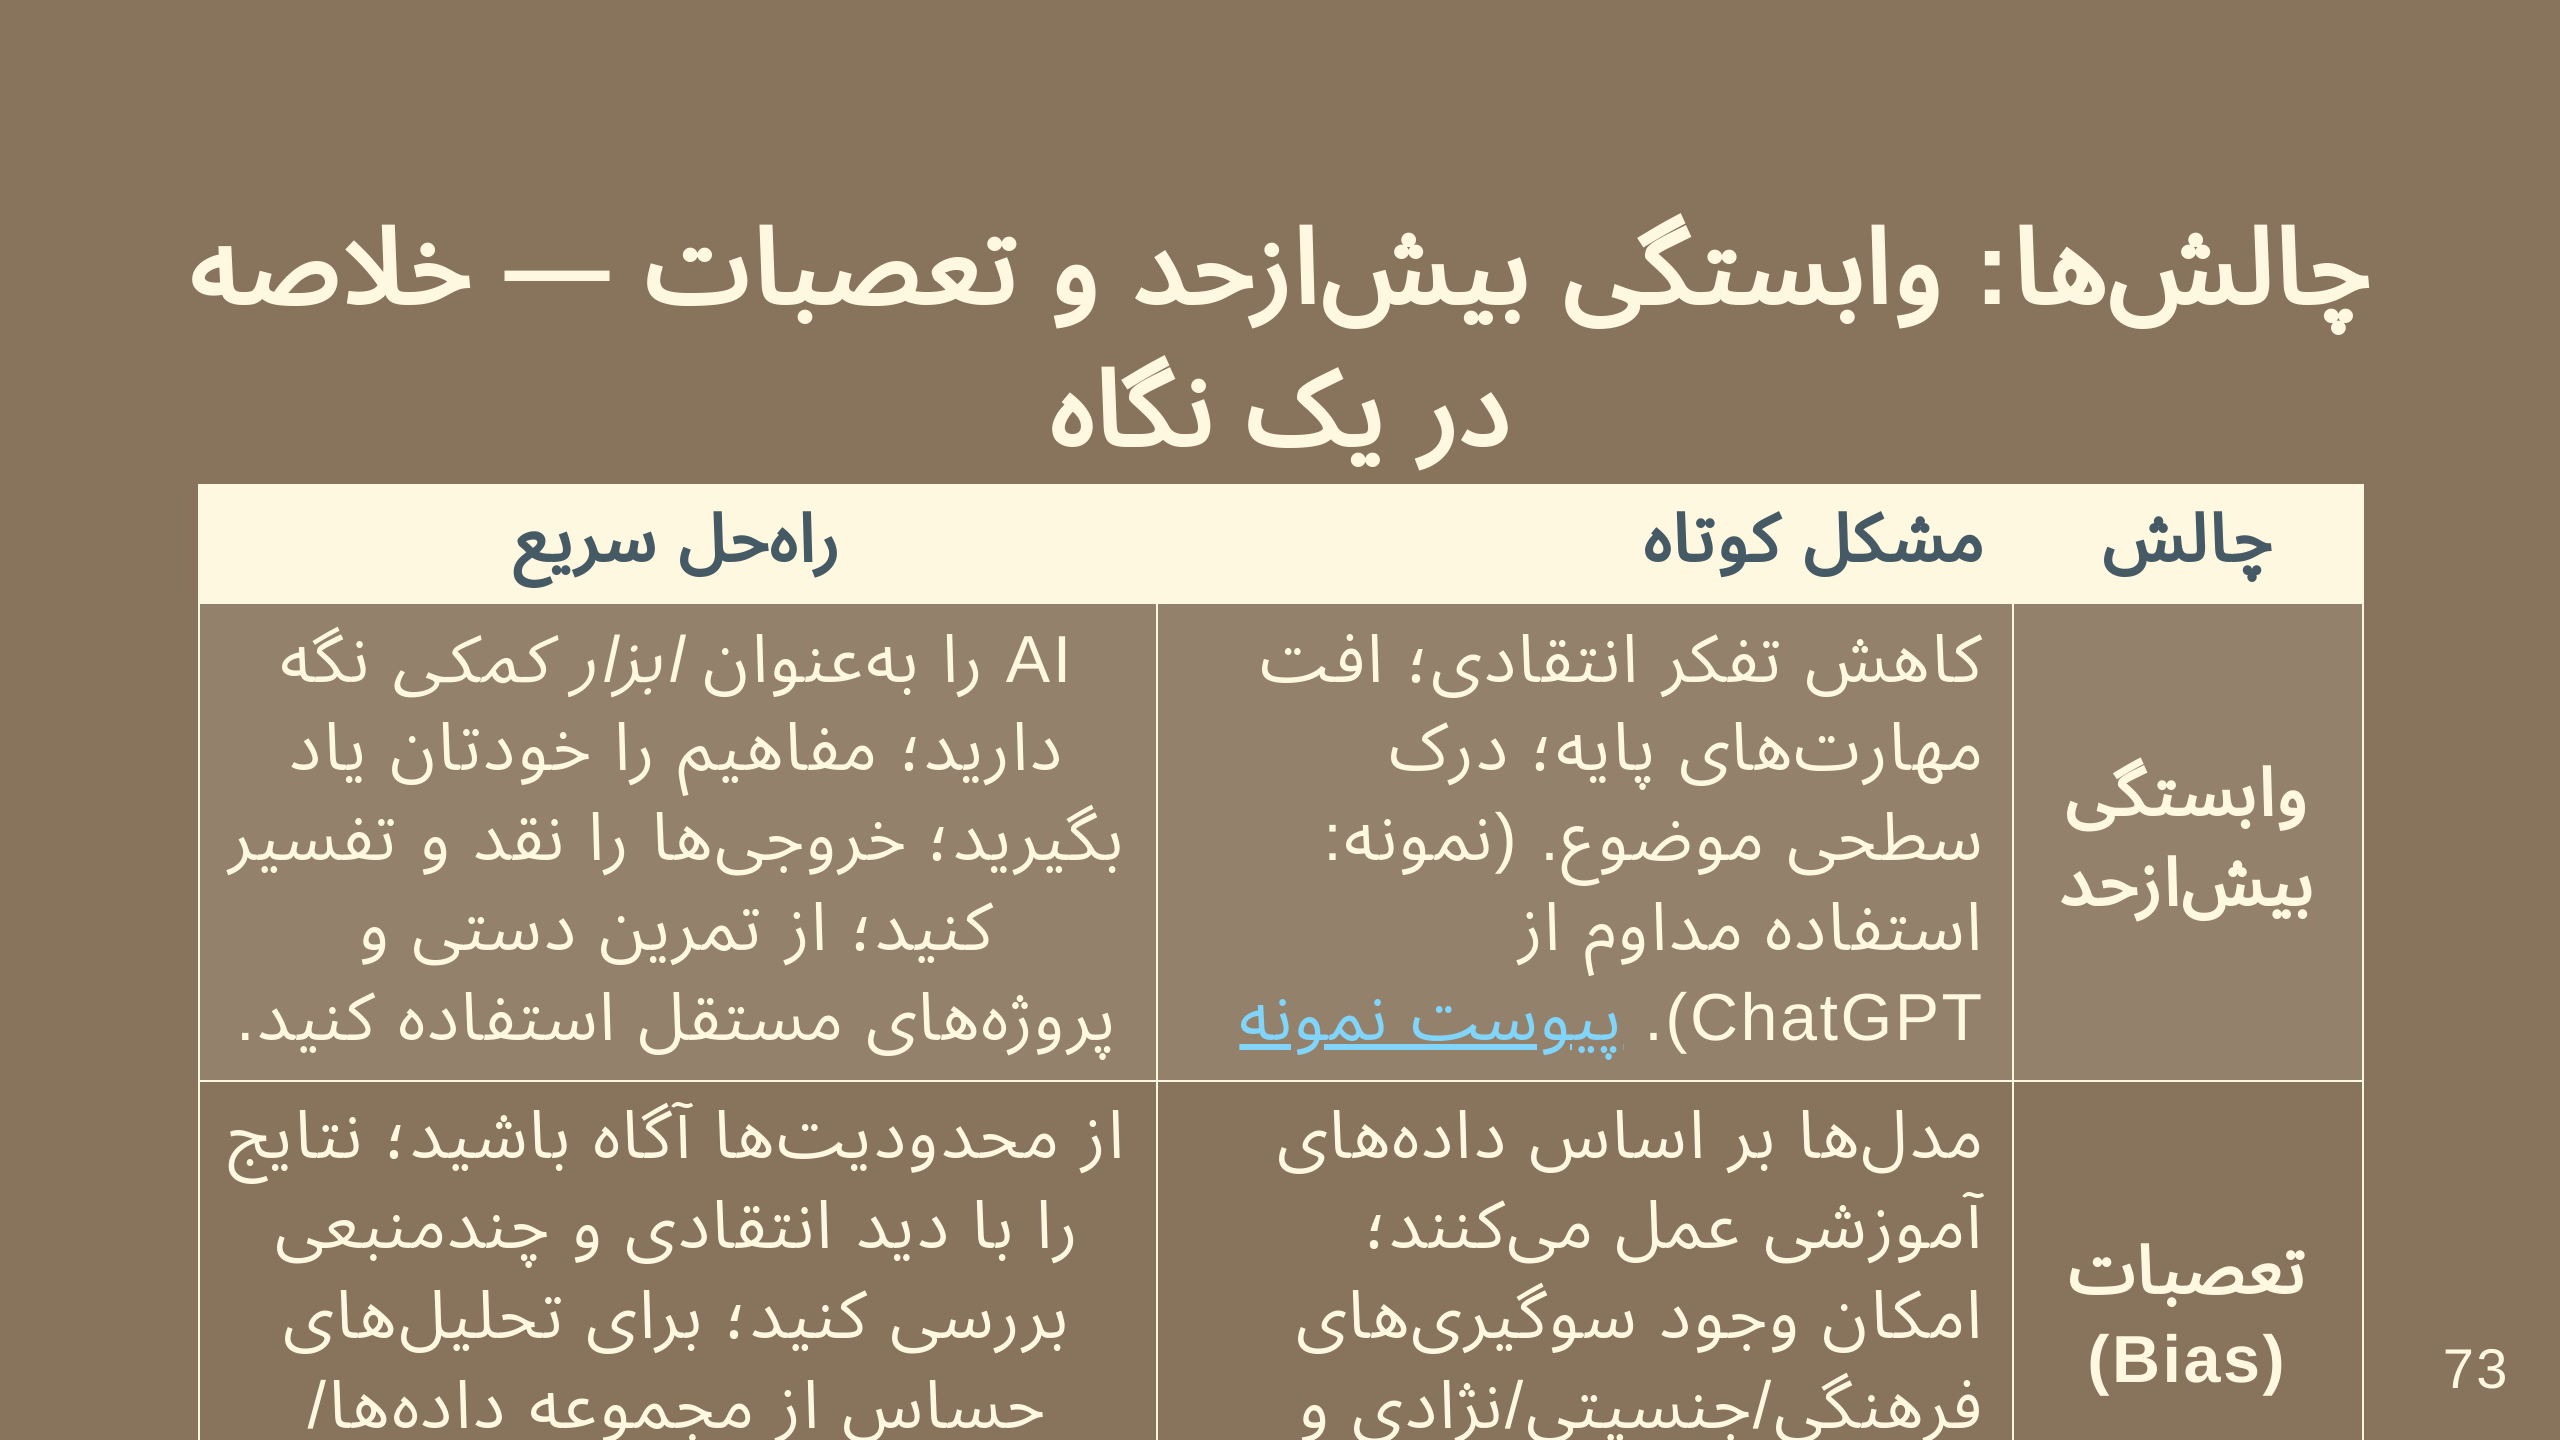 چالش‌ها: وابستگی بیش‌ازحد و تعصبات — خلاصه
در یک نگاه
چالش
مشکل کوتاه
راه‌حل سریع
وابستگی
بیش‌ازحد
کاهش تفکر انتقادی؛ افت
مهارت‌های پایه؛ درک
سطحی موضوع. (نمونه:
استفاده مداوم از
ChatGPT). پیوست نمونه
AI را به‌عنوان ابزار کمکی نگه
دارید؛ مفاهیم را خودتان یاد
بگیرید؛ خروجی‌ها را نقد و تفسیر
کنید؛ از تمرین دستی و
پروژه‌های مستقل استفاده کنید.
تعصبات
(Bias)
مدل‌ها بر اساس داده‌های
آموزشی عمل می‌کنند؛
امکان وجود سوگیری‌های
فرهنگی/جنسیتی/نژادی و
از محدودیت‌ها آگاه باشید؛ نتایج
را با دید انتقادی و چندمنبعی
بررسی کنید؛ برای تحلیل‌های
حساس از مجموعه داده‌ها/
73